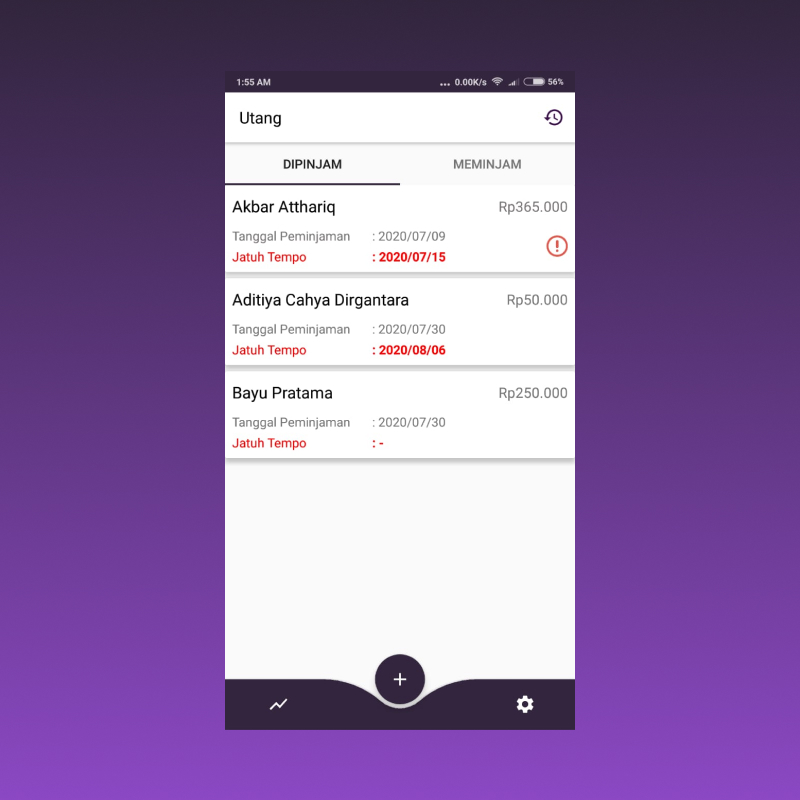 1:55 AM ... 0.00K/s 56%
Utang
DIPINJAM MEMINJAM
Akbar Atthariq Rp365.000
Tanggal Peminjaman : 2020/07/09
Jatuh Tempo : 2020/07/15
Aditiya Cahya Dirgantara Rp50.000
Tanggal Peminjaman : 2020/07/30
Jatuh Tempo : 2020/08/06
Bayu Pratama Rp250.000
Tanggal Peminjaman : 2020/07/30
Jatuh Tempo : -